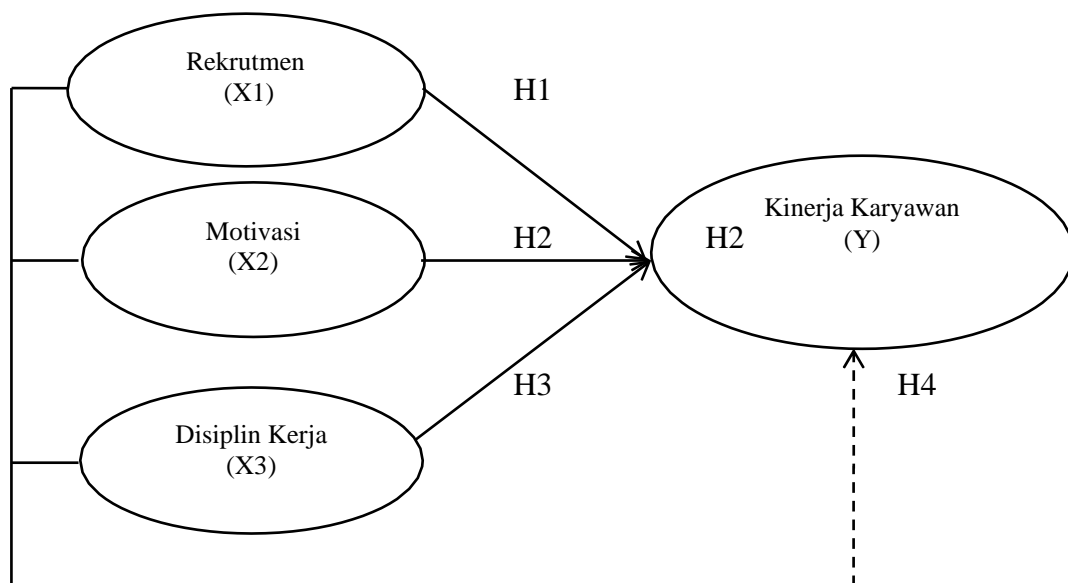 Rekrutmen
(X1)
H1
Kinerja Karyawan
(Y)
Motivasi
(X2)
H2
H2
H3
H4
Disiplin Kerja
(X3)